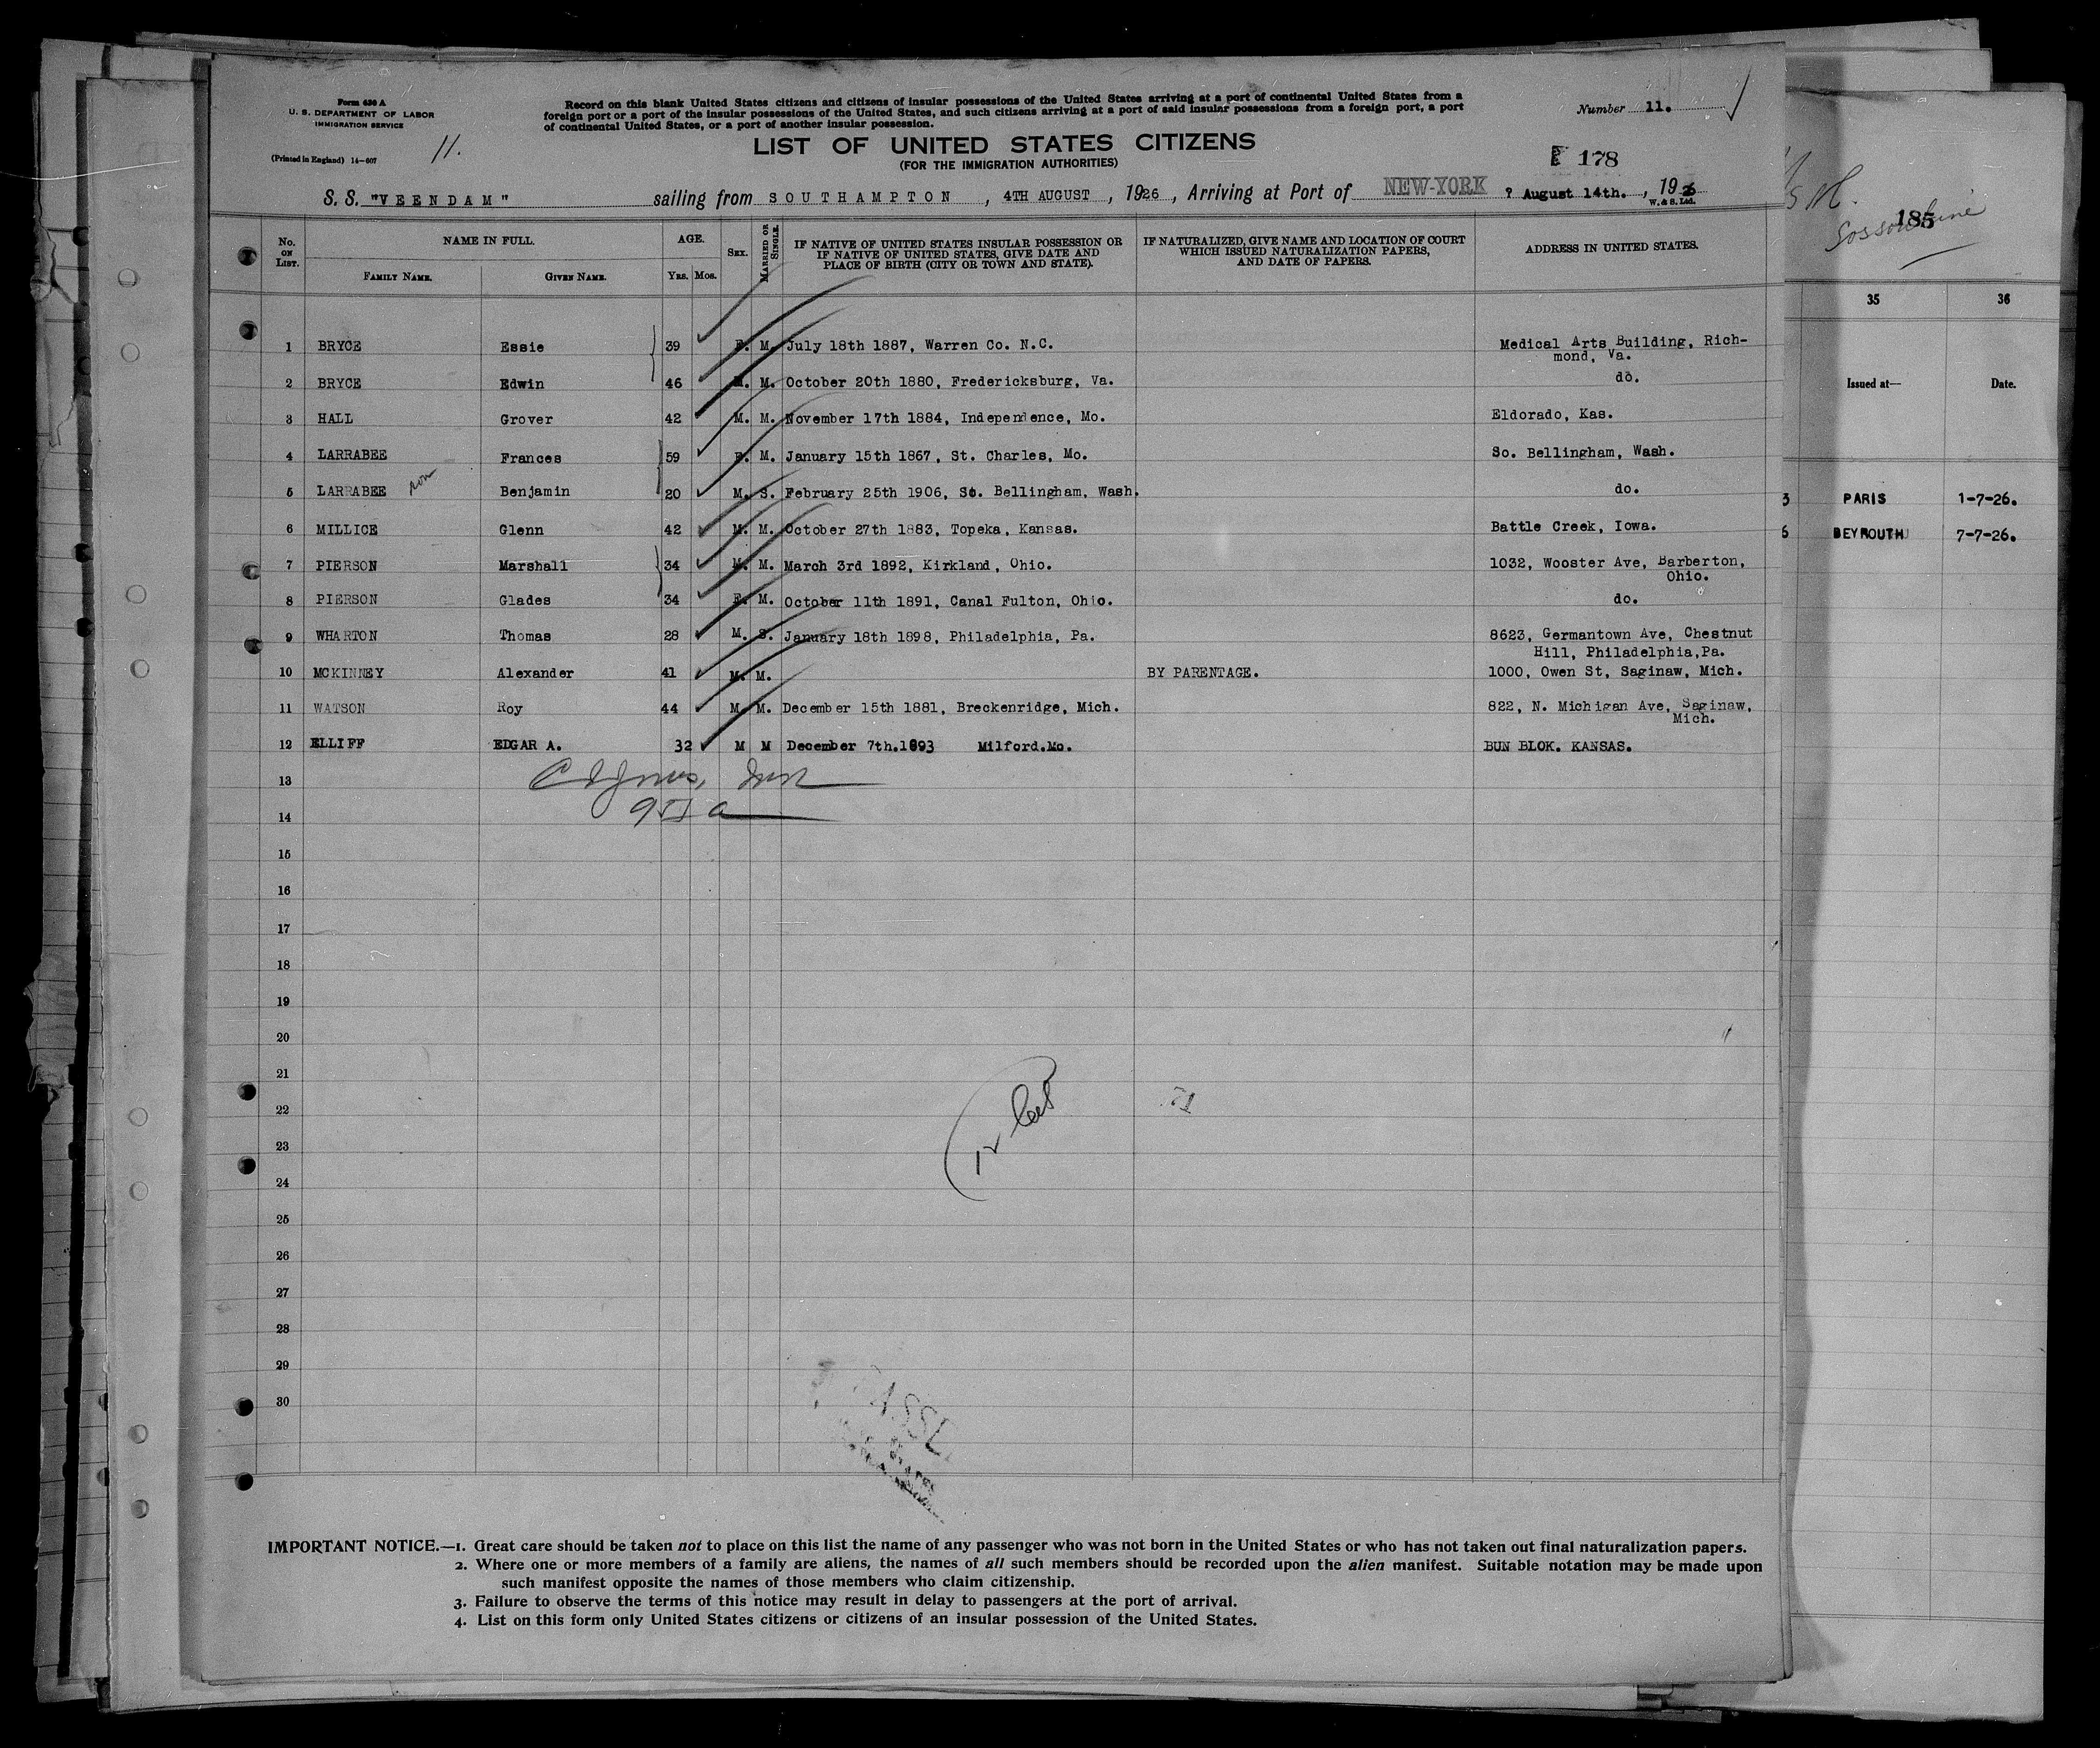 Form 630 A
U. S. DEPARTMENT OF LABOR
IMMIGRATION SERVICE
(Printed in England) 14—607
11.
Record on this blank United States citizens and citizens of insular possessions of the United States arriving at a port of continental United States from a
foreign port or a port of the insular possessions of the United States, and such citizens arriving at a port of said insular possessions from a foreign port, a port
of continental United States, or a port of another insular possession.
Number 11.
LIST OF UNITED STATES CITIZENS
(FOR THE IMMIGRATION AUTHORITIES)
178
S. S. "VEENDAM" sailing from SOUTHAMPTON , 4TH AUGUST , 1926 , Arriving at Port of NEW-YORK , August 14th. , 1926
W. & S. Ltd.
No. ON LIST. NAME IN FULL. AGE. SEX. MARRIED OR SINGLE. IF NATIVE OF UNITED STATES INSULAR POSSESSION OR IF NATIVE OF UNITED STATES, GIVE DATE AND PLACE OF BIRTH (CITY OR TOWN AND STATE). IF NATURALIZED, GIVE NAME AND LOCATION OF COURT WHICH ISSUED NATURALIZATION PAPERS, AND DATE OF PAPERS. ADDRESS IN UNITED STATES.
FAMILY NAME. GIVEN NAME. YRS. MOS.
1 BRYCE Essie 39 F. M. July 18th 1887, Warren Co. N.C. Medical Arts Building, Rich-
mond, Va.
2 BRYCE Edwin 46 M. M. October 20th 1880, Fredericksburg, Va. do.
3 HALL Grover 42 M. M. November 17th 1884, Independence, Mo. Eldorado, Kas.
4 LARRABEE Frances 59 F. M. January 15th 1867, St. Charles, Mo. So. Bellingham, Wash.
5 LARRABEE son Benjamin 20 M. S. February 25th 1906, So. Bellingham, Wash. do.
6 MILLICE Glenn 42 M. M. October 27th 1883, Topeka, Kansas. Battle Creek, Iowa.
7 PIERSON Marshall 34 M. M. March 3rd 1892, Kirkland, Ohio. 1032, Wooster Ave, Barberton,
Ohio.
8 PIERSON Glades 34 F. M. October 11th 1891, Canal Fulton, Ohio. do.
9 WHARTON Thomas 28 M. S. January 18th 1898, Philadelphia, Pa. 8623, Germantown Ave, Chestnut
Hill, Philadelphia,Pa.
10 MCKINNEY Alexander 41 M. M. BY PARENTAGE. 1000, Owen St, Saginaw, Mich.
11 WATSON Roy 44 M. M. December 15th 1881, Breckenridge, Mich. 822, N. Michigan Ave, Saginaw,
Mich.
12 ELLIFF EDGAR A. 32 M M December 7th.1893 Milford.Mo. BUN BLOK. KANSAS.
13
14
15
16
17
18
19
20
21
22
23
24
25
26
27
28
29
30
12
IMPORTANT NOTICE.—1. Great care should be taken not to place on this list the name of any passenger who was not born in the United States or who has not taken out final naturalization papers.
2. Where one or more members of a family are aliens, the names of all such members should be recorded upon the alien manifest. Suitable notation may be made upon
such manifest opposite the names of those members who claim citizenship.
3. Failure to observe the terms of this notice may result in delay to passengers at the port of arrival.
4. List on this form only United States citizens or citizens of an insular possession of the United States.
185
35 36
Issued at— Date.
3 PARIS 1-7-26.
6 BEYROUTH 7-7-26.